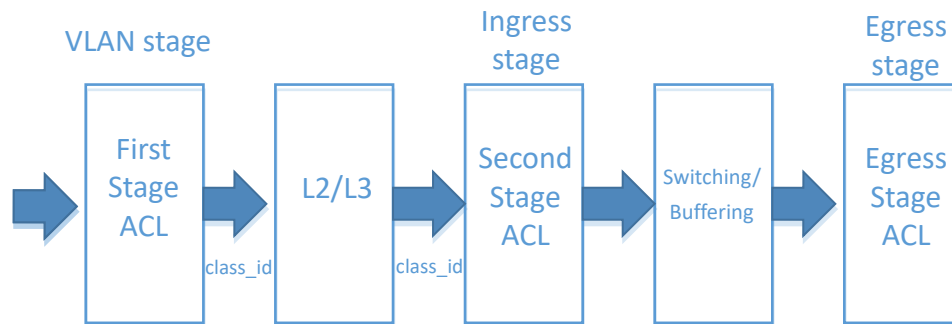 VLAN stage
Ingress
stage
Egress
stage
First
Stage
ACL
class_id
L2/L3
class_id
Second
Stage
ACL
Switching/
Buffering
Egress
Stage
ACL